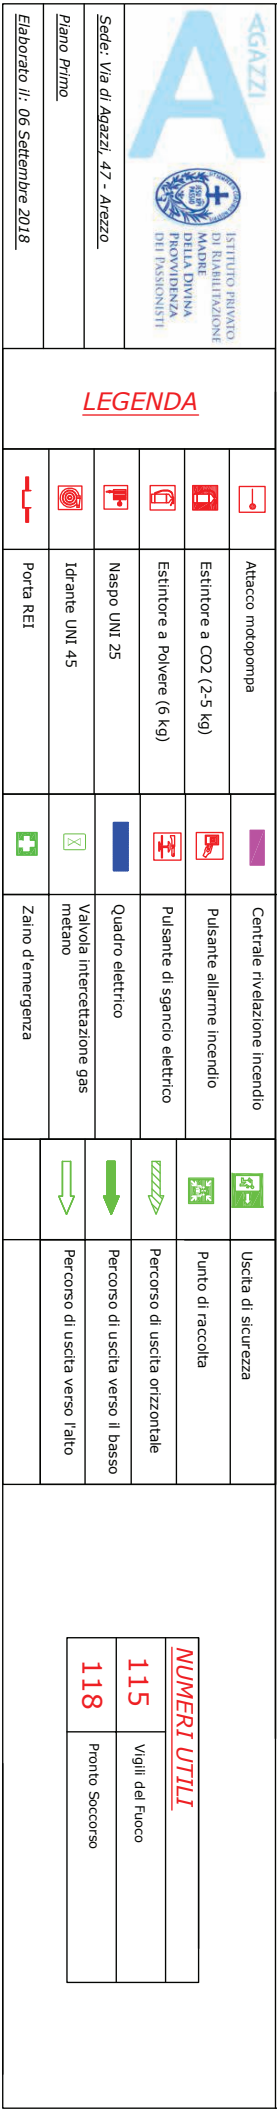 AGAZZI
A
ISTITUTO PRIVATO
DI RIABILITAZIONE
MADRE
DELLA DIVINA
PROVVIDENZA
DEI PASSIONISTI
Sede: Via di Agazzi, 47 - Arezzo
Piano Primo
Elaborato il: 06 Settembre 2018
LEGENDA
Attacco motopompa
Estintore a CO2 (2-5 kg)
Estintore a Polvere (6 kg)
Naspo UNI 25
Idrante UNI 45
Porta REI
Centrale rivelazione incendio
Pulsante allarme incendio
Pulsante di sgancio elettrico
Quadro elettrico
Valvola intercettazione gas
metano
Zaino d'emergenza
Uscita di sicurezza
Punto di raccolta
Percorso di uscita orizzontale
Percorso di uscita verso il basso
Percorso di uscita verso l'alto
NUMERI UTILI
115
Vigili del Fuoco
118
Pronto Soccorso